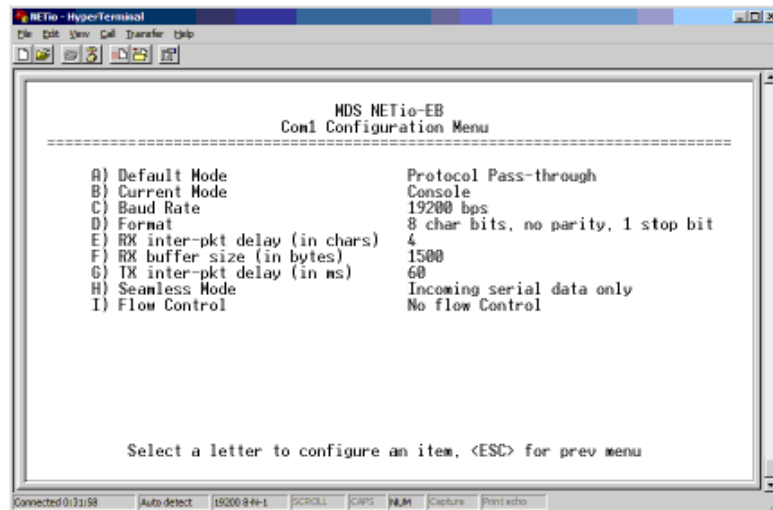 NETio - HyperTerminal
File Edit View Call Transfer Help
MDS NETio-EB
Com1 Configuration Menu
==========================================================================
A) Default Mode Protocol Pass-through
B) Current Mode Console
C) Baud Rate 19200 bps
D) Format 8 char bits, no parity, 1 stop bit
E) RX inter-pkt delay (in chars) 4
F) RX buffer size (in bytes) 1500
G) TX inter-pkt delay (in ms) 60
H) Seamless Mode Incoming serial data only
I) Flow Control No flow Control
Select a letter to configure an item, <ESC> for prev menu
Connected 0:31:58 Auto detect 19200 8-N-1 SCROLL CAPS NUM Capture Print echo